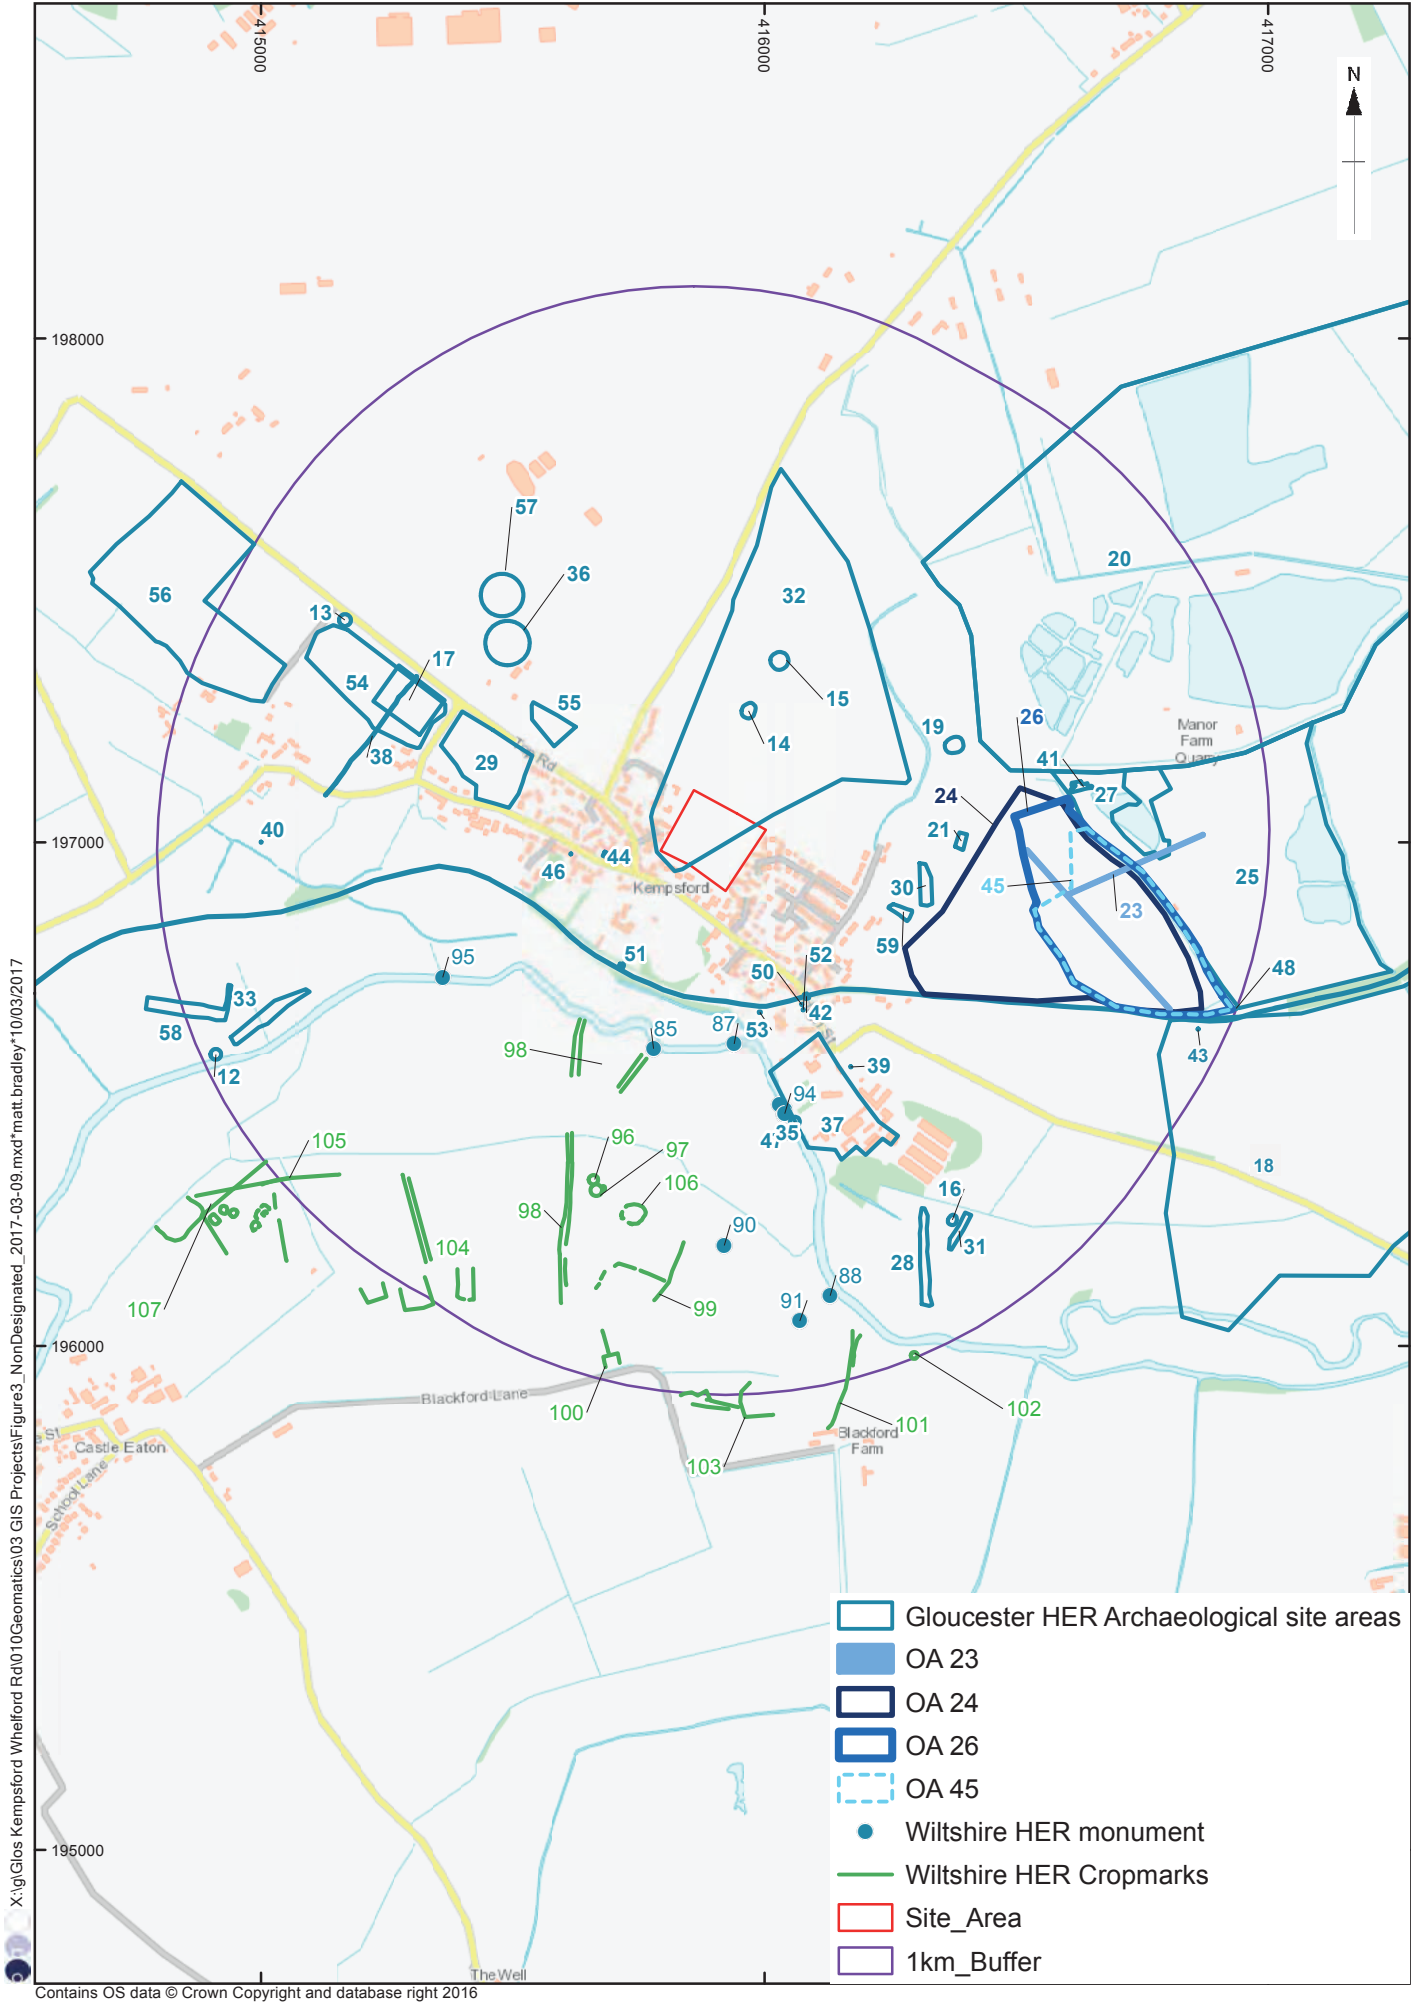 415000
416000
417000
N
198000
57
36
20
56
32
13
17
54
15
55
26
19
14
Manor
Farm
Quarry
38
29
Top Rd
41
24
27
40
21
197000
44
46
45
25
Kempsford
30
23
59
95
51
52
50
48
33
42
58
85
87
53
St
43
98
39
12
94
37
47
35
105
96
97
18
106
16
98
90
31
104
28
88
107
99
91
196000
Blackford Lane
102
100
101
e St
Castle Eaton
Blackford
Farm
103
School Lane
195000
The Well
Gloucester HER Archaeological site areas
OA 23
OA 24
OA 26
OA 45
Wiltshire HER monument
Wiltshire HER Cropmarks
Site_Area
1km_Buffer
X:\g\Glos Kempsford Whelford Rd\010Geomatics\03 GIS Projects\Figure3_NonDesignated_2017-03-09.mxd*matt.bradley*10/03/2017
Contains OS data © Crown Copyright and database right 2016